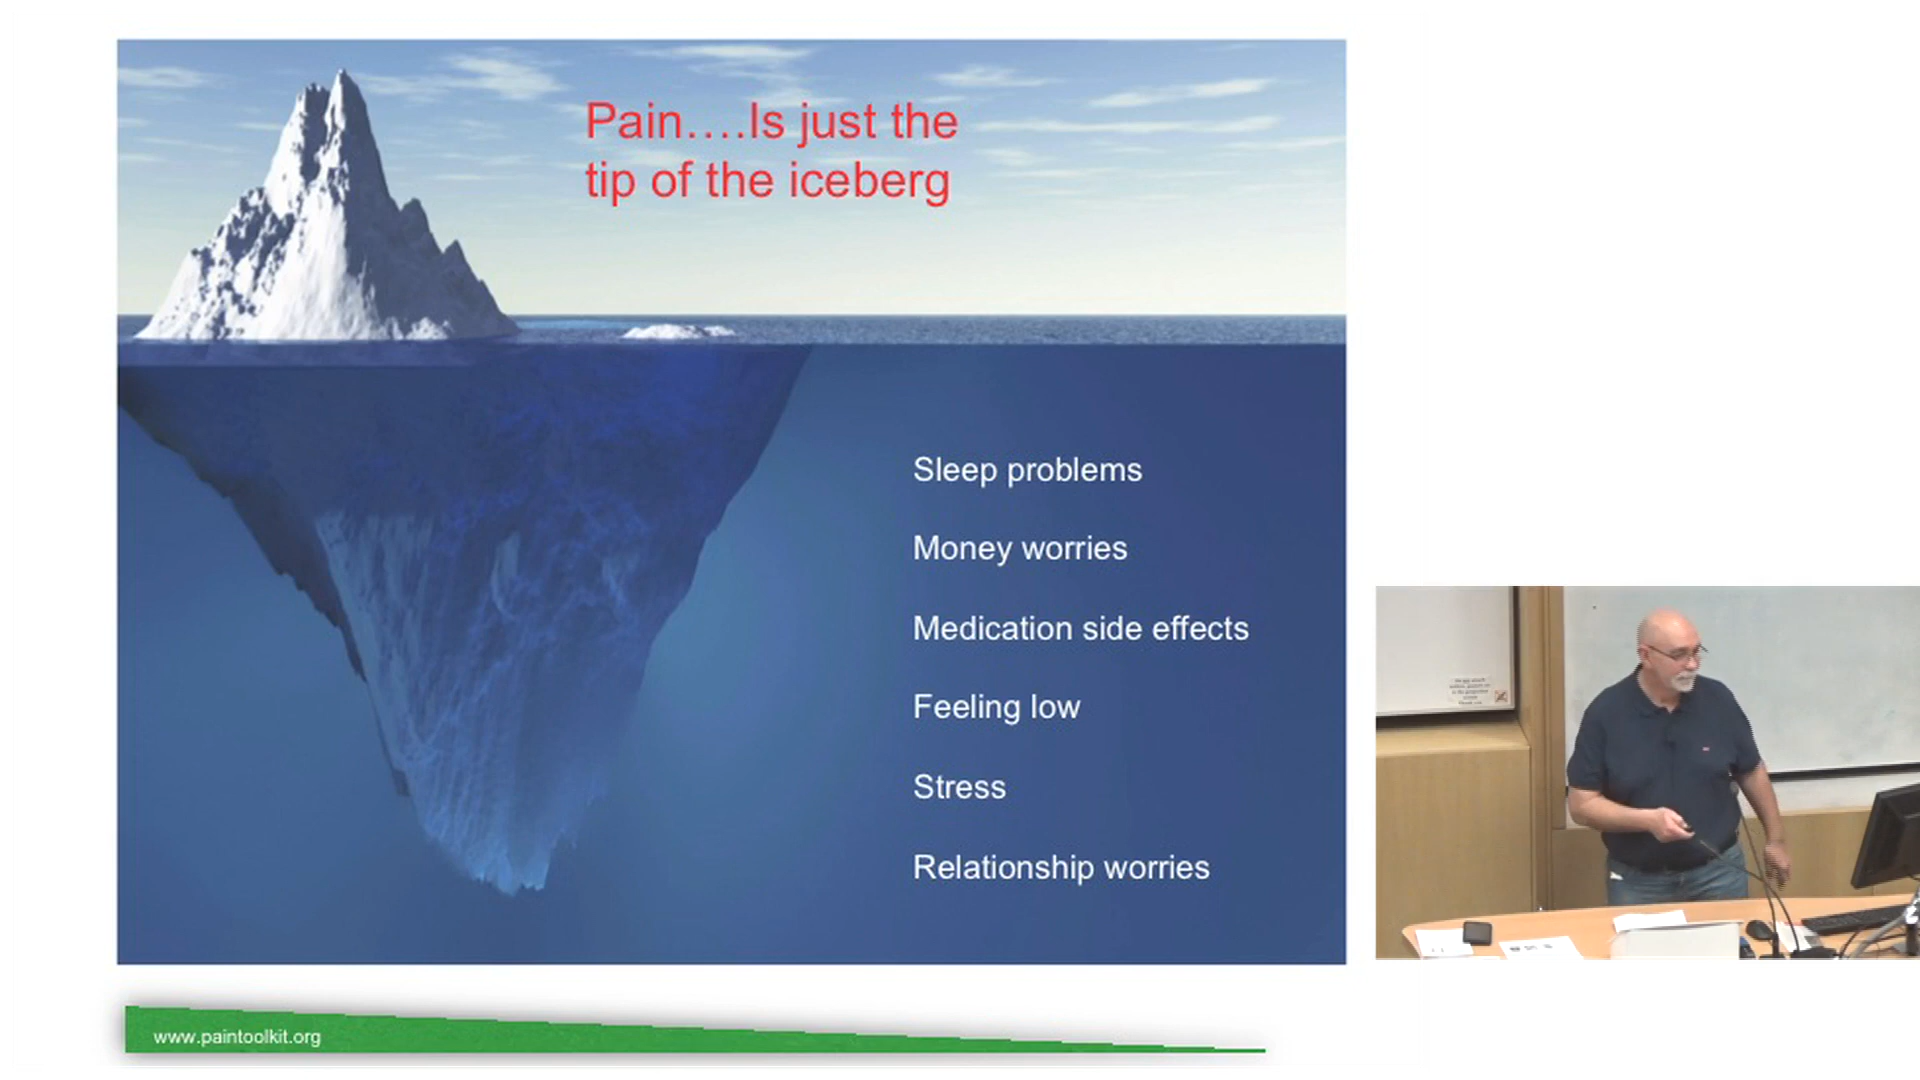 Pain….Is just the
tip of the iceberg
Sleep problems
Money worries
Medication side effects
Feeling low
Stress
Relationship worries
www.paintoolkit.org